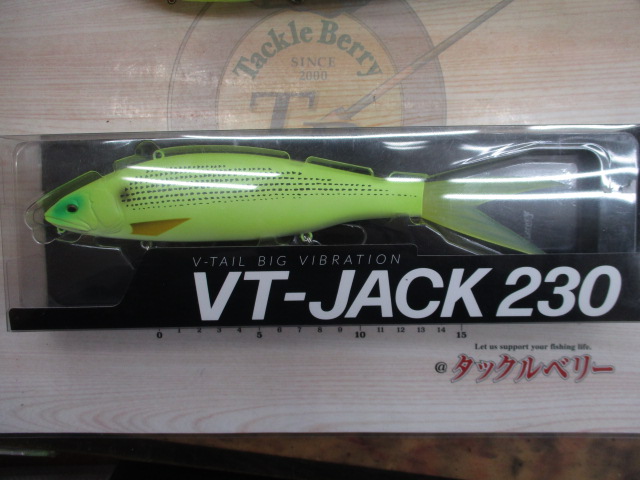 Tackle Berry
SINCE
2000
V-TAIL BIG VIBRATION
VT-JACK 230
0 1 2 3 4 5 6 7 8 9 10 11 12 13 14 15
Let us support your fishing life.
@タックルベリー